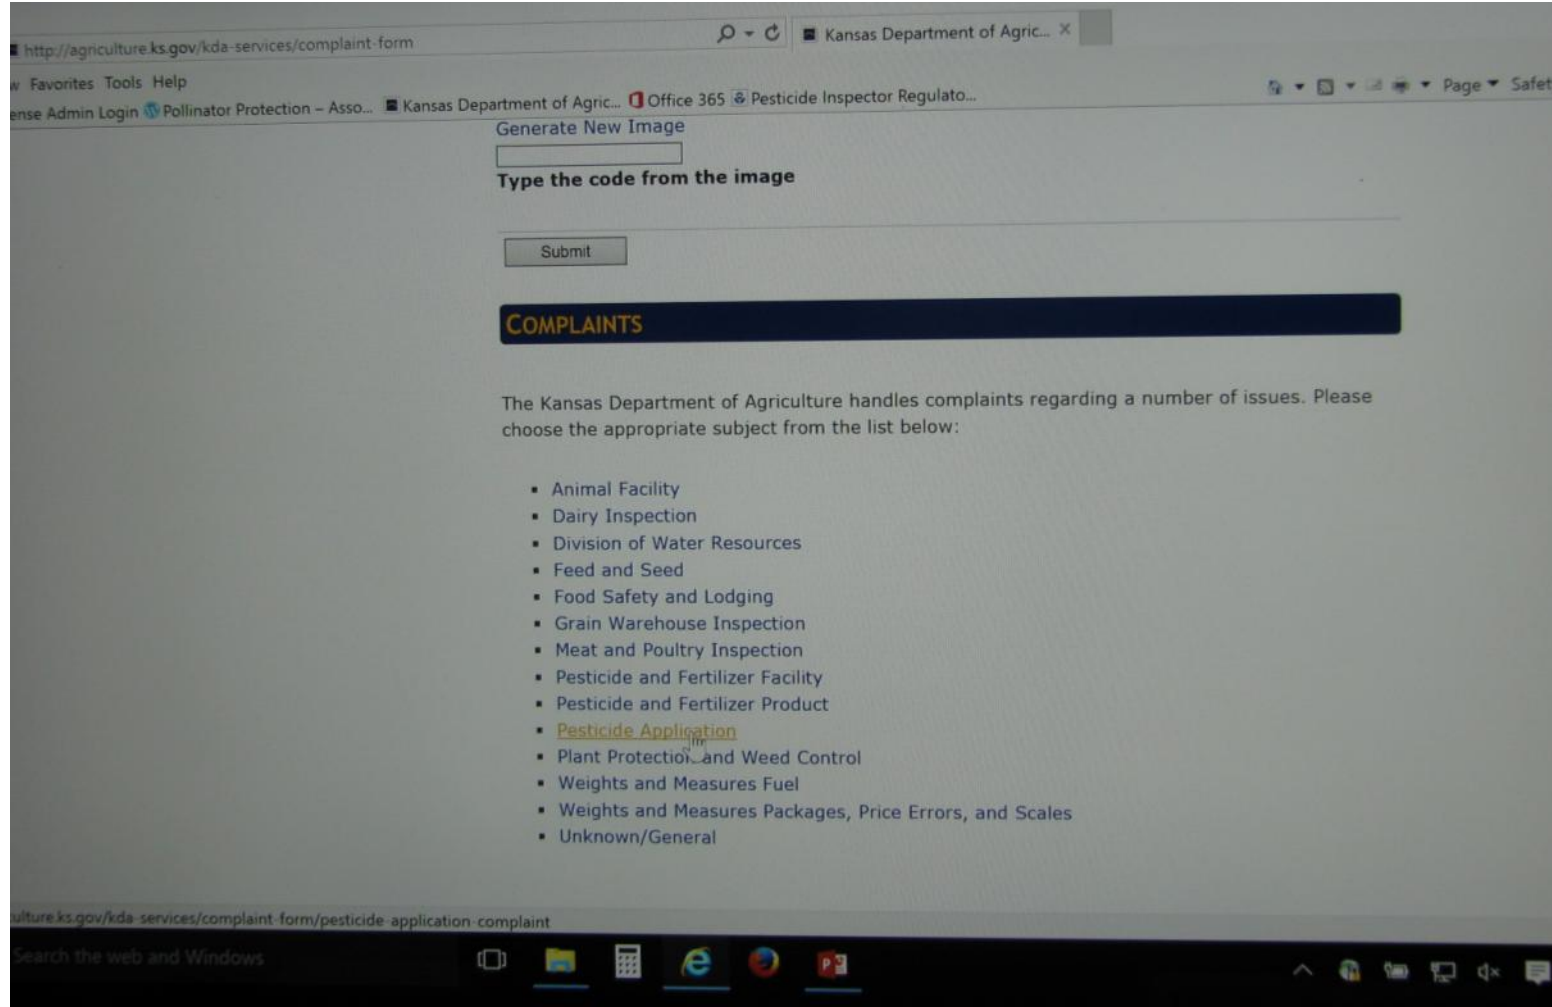 http://agriculture.ks.gov/kda-services/complaint-form
Kansas Department of Agric...
Favorites Tools Help
Page Safet
ense Admin Login Pollinator Protection – Asso... Kansas Department of Agric... Office 365 Pesticide Inspector Regulato...
Generate New Image
Type the code from the image
Submit
COMPLAINTS
The Kansas Department of Agriculture handles complaints regarding a number of issues. Please
choose the appropriate subject from the list below:
Animal Facility
Dairy Inspection
Division of Water Resources
Feed and Seed
Food Safety and Lodging
Grain Warehouse Inspection
Meat and Poultry Inspection
Pesticide and Fertilizer Facility
Pesticide and Fertilizer Product
Pesticide Application
Plant Protection and Weed Control
Weights and Measures Fuel
Weights and Measures Packages, Price Errors, and Scales
Unknown/General
culture.ks.gov/kda-services/complaint-form/pesticide-application-complaint
Search the web and Windows